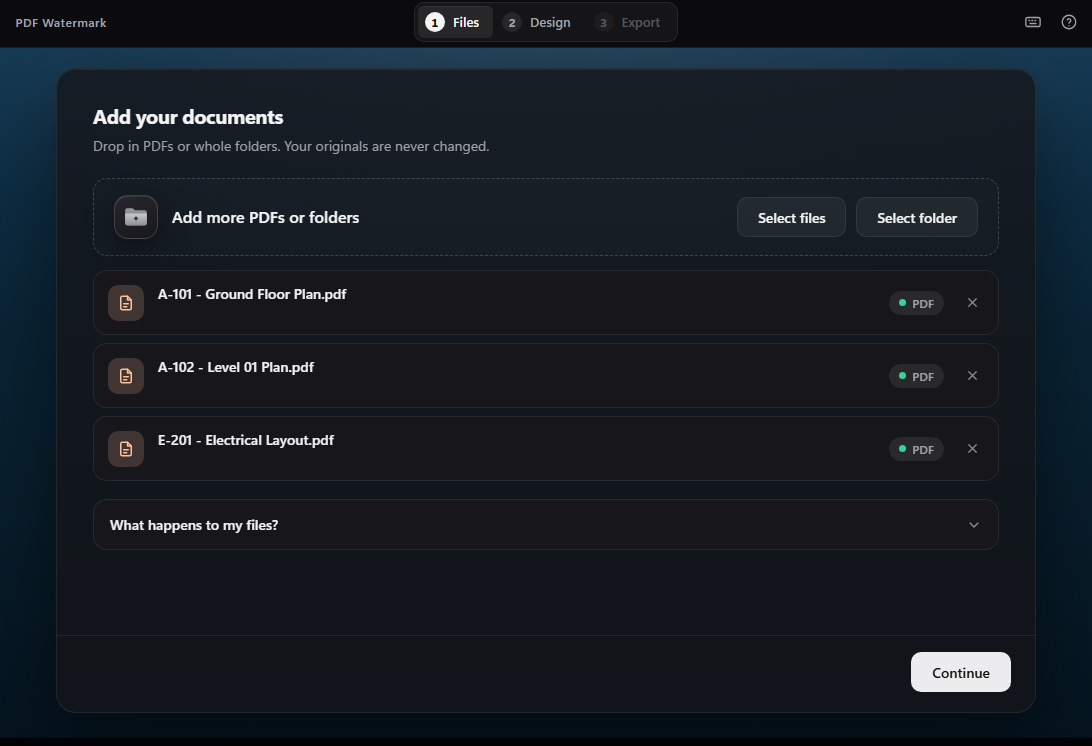 PDF Watermark
1 Files 2 Design 3 Export
Add your documents
Drop in PDFs or whole folders. Your originals are never changed.
Add more PDFs or folders
Select files Select folder
A-101 - Ground Floor Plan.pdf
PDF
A-102 - Level 01 Plan.pdf
PDF
E-201 - Electrical Layout.pdf
PDF
What happens to my files?
Continue